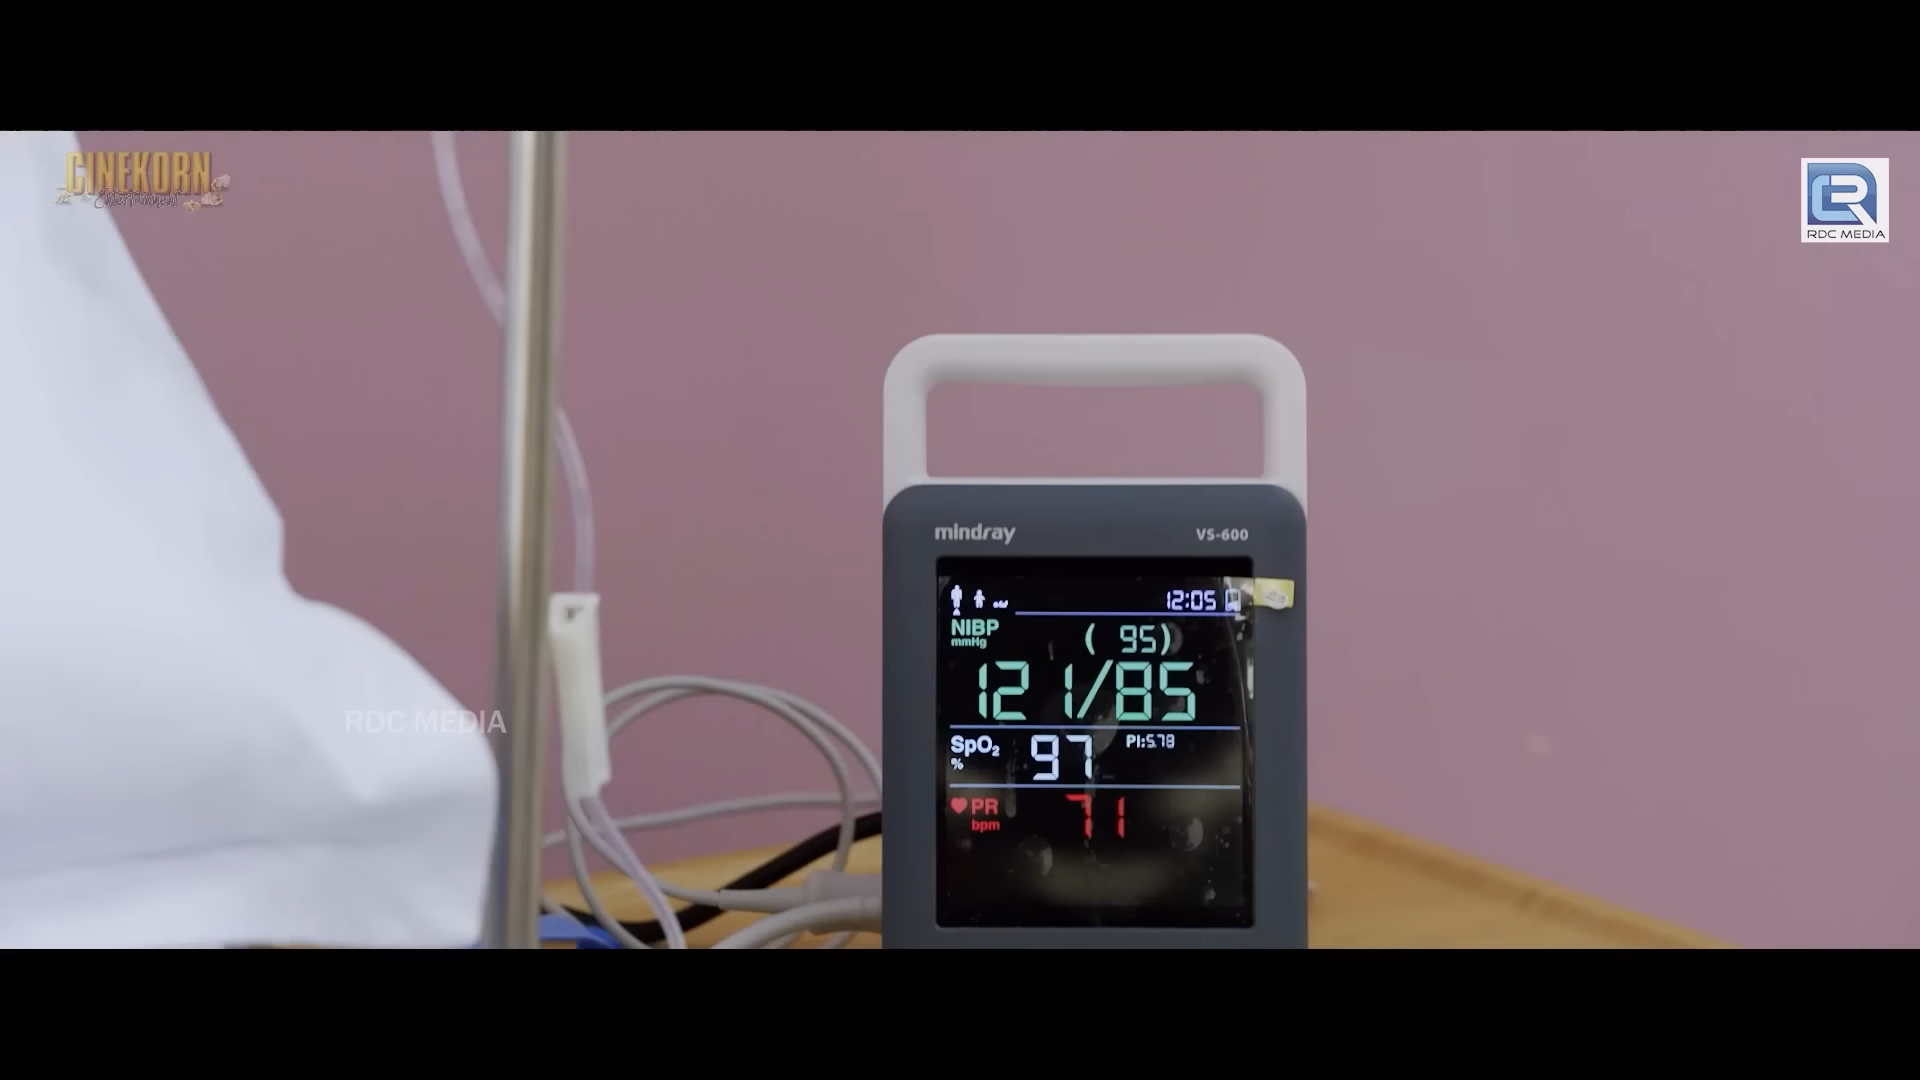 CINEKORN
Entertainment
RDC MEDIA
mindray VS-600
12:05
NIBP ( 95)
mmHg
121/85
SpO₂ 97 PI:5.78
%
PR 71
bpm
RDC MEDIA